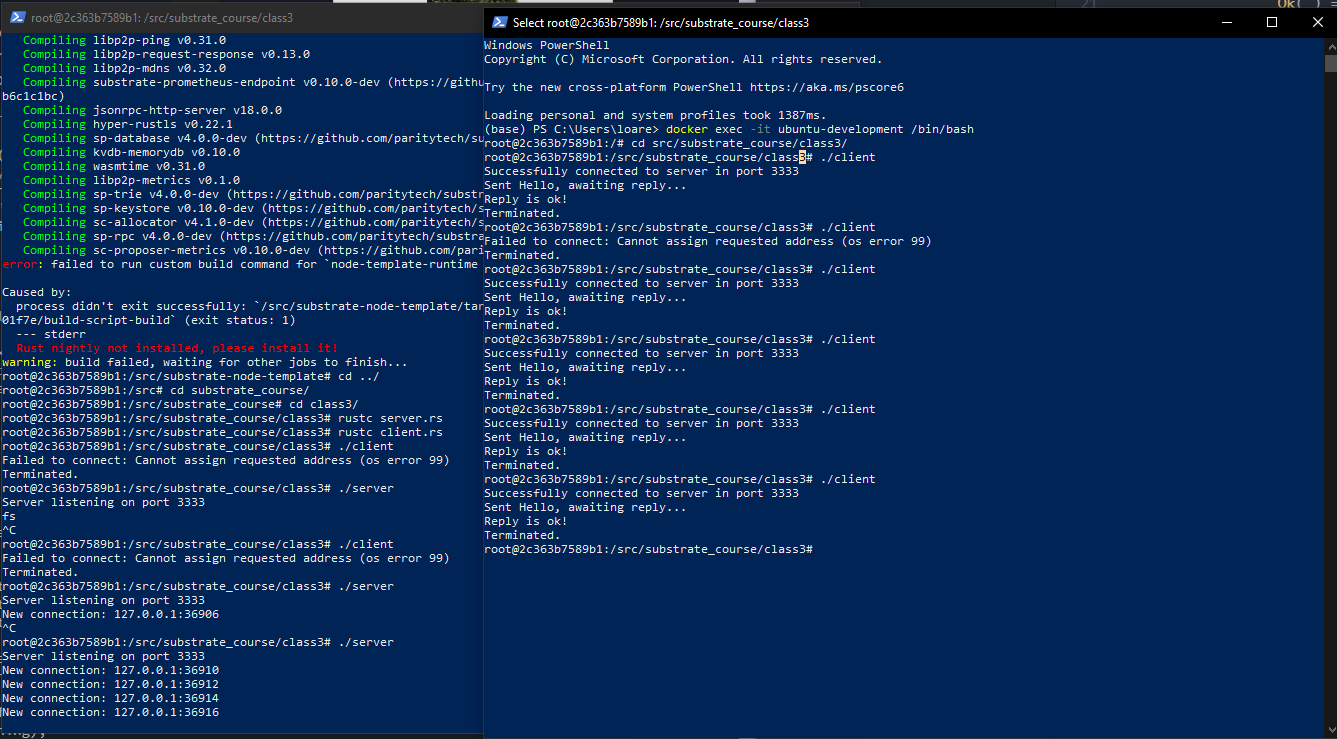 root@2c363b7589b1: /src/substrate_course/class3
Compiling libp2p-ping v0.31.0
Compiling libp2p-request-response v0.13.0
Compiling libp2p-mdns v0.32.0
Compiling substrate-prometheus-endpoint v0.10.0-dev (https://githu
b6c1c1bc)
Compiling jsonrpc-http-server v18.0.0
Compiling hyper-rustls v0.22.1
Compiling sp-database v4.0.0-dev (https://github.com/paritytech/su
Compiling kvdb-memorydb v0.10.0
Compiling wasmtime v0.31.0
Compiling libp2p-metrics v0.1.0
Compiling sp-trie v4.0.0-dev (https://github.com/paritytech/substr
Compiling sp-keystore v0.10.0-dev (https://github.com/paritytech/s
Compiling sc-allocator v4.1.0-dev (https://github.com/paritytech/s
Compiling sp-rpc v4.0.0-dev (https://github.com/paritytech/substra
Compiling sc-proposer-metrics v0.10.0-dev (https://github.com/pari
error: failed to run custom build command for `node-template-runtime
Caused by:
process didn't exit successfully: `/src/substrate-node-template/tar
01f7e/build-script-build` (exit status: 1)
--- stderr
Rust nightly not installed, please install it!
warning: build failed, waiting for other jobs to finish...
root@2c363b7589b1:/src/substrate-node-template# cd ../
root@2c363b7589b1:/src# cd substrate_course/
root@2c363b7589b1:/src/substrate_course# cd class3/
root@2c363b7589b1:/src/substrate_course/class3# rustc server.rs
root@2c363b7589b1:/src/substrate_course/class3# rustc client.rs
root@2c363b7589b1:/src/substrate_course/class3# ./client
Failed to connect: Cannot assign requested address (os error 99)
Terminated.
root@2c363b7589b1:/src/substrate_course/class3# ./server
Server listening on port 3333
fs
^C
root@2c363b7589b1:/src/substrate_course/class3# ./client
Failed to connect: Cannot assign requested address (os error 99)
Terminated.
root@2c363b7589b1:/src/substrate_course/class3# ./server
Server listening on port 3333
New connection: 127.0.0.1:36906
^C
root@2c363b7589b1:/src/substrate_course/class3# ./server
Server listening on port 3333
New connection: 127.0.0.1:36910
New connection: 127.0.0.1:36912
New connection: 127.0.0.1:36914
New connection: 127.0.0.1:36916
Select root@2c363b7589b1: /src/substrate_course/class3
Windows PowerShell
Copyright (C) Microsoft Corporation. All rights reserved.
Try the new cross-platform PowerShell https://aka.ms/pscore6
Loading personal and system profiles took 1387ms.
(base) PS C:\Users\loare> docker exec -it ubuntu-development /bin/bash
root@2c363b7589b1:/# cd src/substrate_course/class3/
root@2c363b7589b1:/src/substrate_course/class3# ./client
Successfully connected to server in port 3333
Sent Hello, awaiting reply...
Reply is ok!
Terminated.
root@2c363b7589b1:/src/substrate_course/class3# ./client
Failed to connect: Cannot assign requested address (os error 99)
Terminated.
root@2c363b7589b1:/src/substrate_course/class3# ./client
Successfully connected to server in port 3333
Sent Hello, awaiting reply...
Reply is ok!
Terminated.
root@2c363b7589b1:/src/substrate_course/class3# ./client
Successfully connected to server in port 3333
Sent Hello, awaiting reply...
Reply is ok!
Terminated.
root@2c363b7589b1:/src/substrate_course/class3# ./client
Successfully connected to server in port 3333
Sent Hello, awaiting reply...
Reply is ok!
Terminated.
root@2c363b7589b1:/src/substrate_course/class3# ./client
Successfully connected to server in port 3333
Sent Hello, awaiting reply...
Reply is ok!
Terminated.
root@2c363b7589b1:/src/substrate_course/class3#